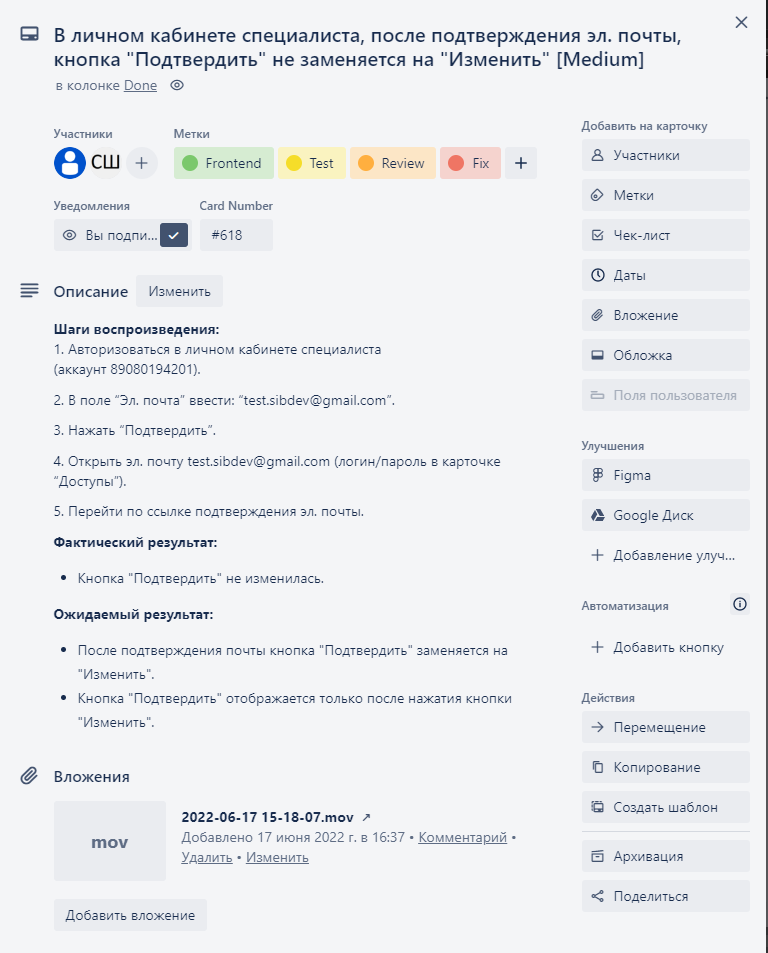 В личном кабинете специалиста, после подтверждения эл. почты,
кнопка "Подтвердить" не заменяется на "Изменить" [Medium]
в колонке Done
Участники
Метки
СШ
Frontend
Test
Review
Fix
Уведомления
Card Number
Вы подпи...
#618
Описание
Изменить
Шаги воспроизведения:
1. Авторизоваться в личном кабинете специалиста
(аккаунт 89080194201).
2. В поле “Эл. почта” ввести: “test.sibdev@gmail.com”.
3. Нажать “Подтвердить”.
4. Открыть эл. почту test.sibdev@gmail.com (логин/пароль в карточке
“Доступы”).
5. Перейти по ссылке подтверждения эл. почты.
Фактический результат:
• Кнопка "Подтвердить" не изменилась.
Ожидаемый результат:
• После подтверждения почты кнопка "Подтвердить" заменяется на
"Изменить".
• Кнопка "Подтвердить" отображается только после нажатия кнопки
"Изменить".
Вложения
mov
2022-06-17 15-18-07.mov ↗
Добавлено 17 июня 2022 г. в 16:37 • Комментарий •
Удалить • Изменить
Добавить вложение
Добавить на карточку
Участники
Метки
Чек-лист
Даты
Вложение
Обложка
Поля пользователя
Улучшения
Figma
Google Диск
Добавление улуч...
Автоматизация
Добавить кнопку
Действия
Перемещение
Копирование
Создать шаблон
Архивация
Поделиться